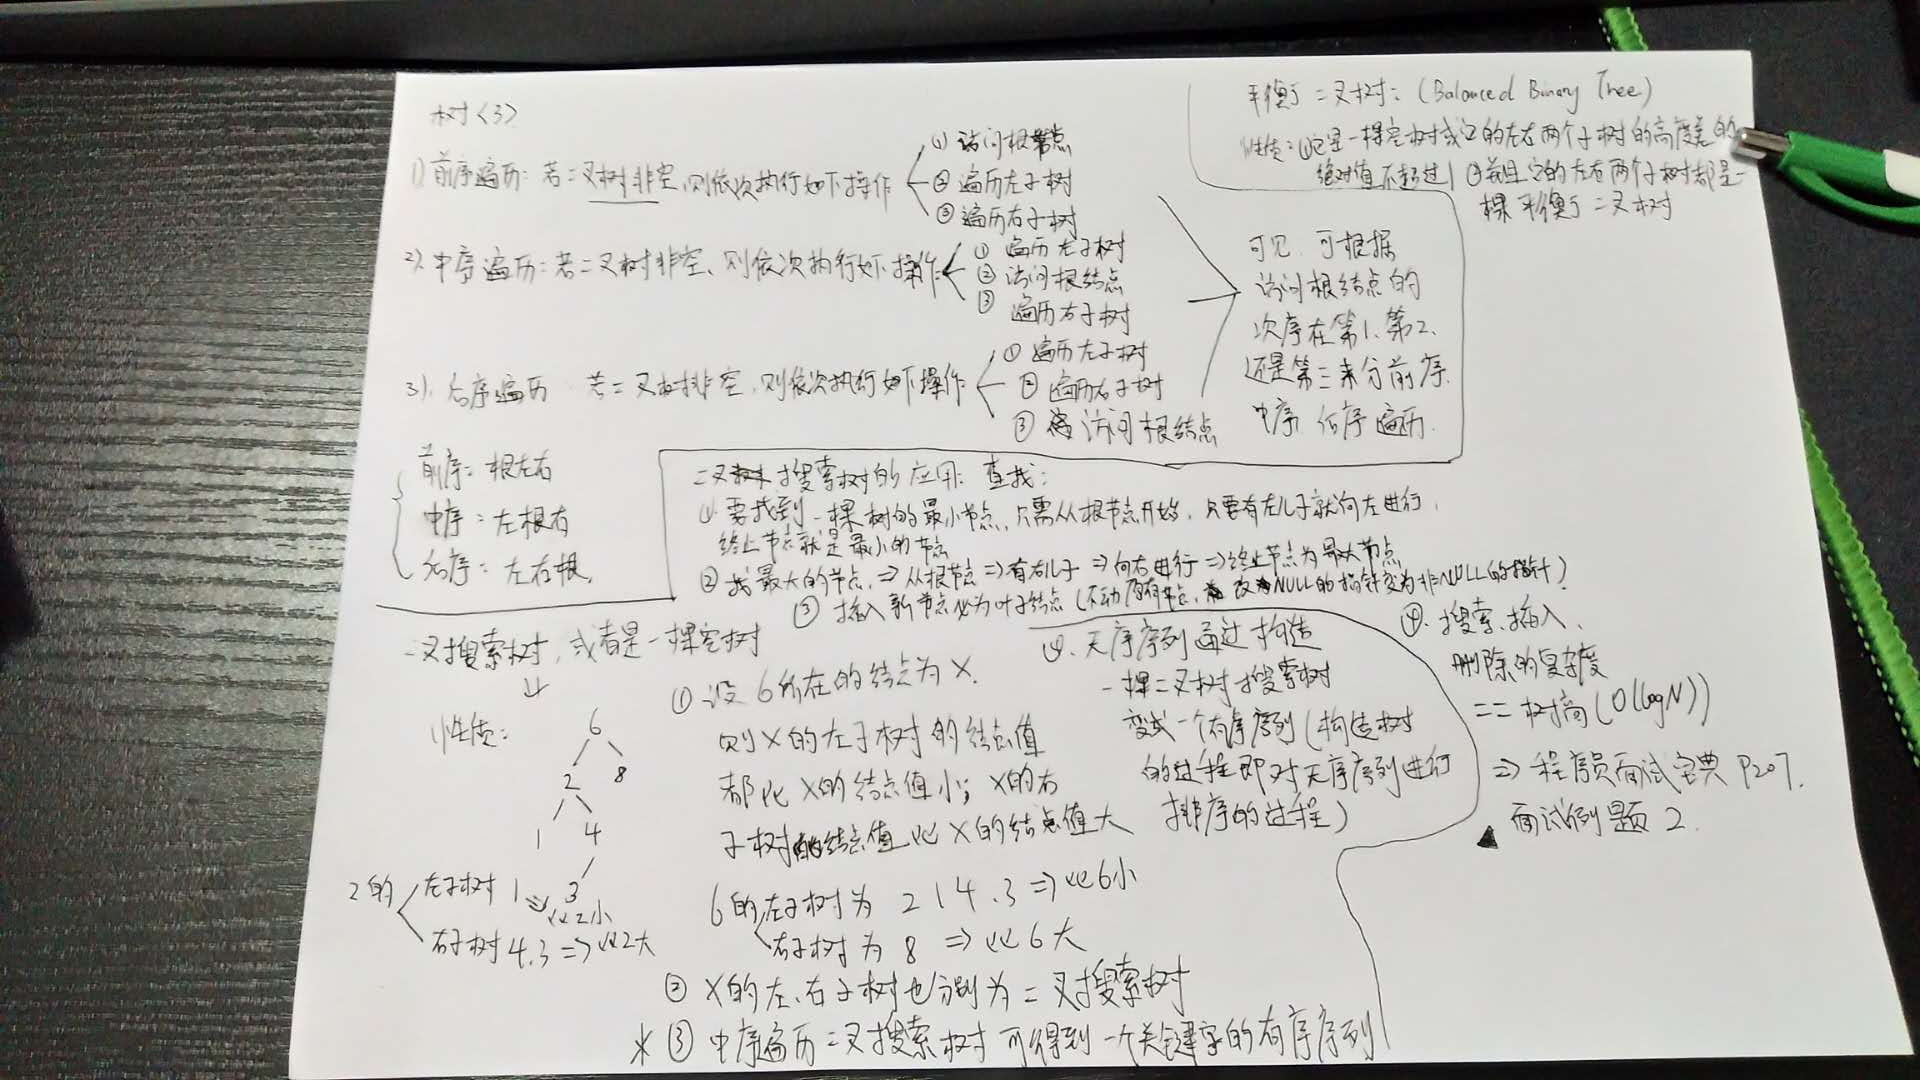 树<3>
1) 前序遍历: 若二叉树非空,则依次执行如下操作
① 访问根结点
② 遍历左子树
③ 遍历右子树
2). 中序遍历: 若二叉树非空、则依次执行如下操作
① 遍历左子树
② 访问根结点
③ 遍历右子树
3). 后序遍历 若二叉树非空,则依次执行如下操作
① 遍历左子树
② 遍历右子树
③ 访问根结点
平衡二叉树: (Balanced Binary Tree)
性质: ①它是一棵空树或它的左右两个子树的高度差的
绝对值不超过1 ②并且它的左右两个子树都是一
棵平衡二叉树
可见 可根据
访问根结点的
次序在第1、第2、
还是第三来分前序.
中序 后序遍历.
前序: 根左右
中序: 左根右
后序: 左右根.
二叉搜索树的应用: 查找:
① 要找到一棵树的最小节点,只需从根节点开始,只要有左儿子就向左进行,
终止节点就是最小的节点
② 找最大的节点 ⇒ 从根节点 ⇒ 有右儿子 ⇒ 向右进行 ⇒ 终止节点为最大节点
③ 插入新节点必为叶子结点 (不动原有节点, 改NULL的指针变为非NULL的指针)
④. 搜索、插入、
删除的复杂度
== 树高(O(logN))
⇒ 程序员面试宝典 P207.
▲ 面试例题 2.
二叉搜索树,或者是一棵空树
⇓
性质:
6
2 8
1 4
3
2的 左子树 1 ⇒ 比2小
右子树 4.3 ⇒ 比2大
① 设6所在的结点为X.
则X的左子树的结点值
都比X的结点值小; X的右
子树的结点值比X的结点值大
6的左子树为 2 1 4 . 3 ⇒ 比6小
右子树为 8 ⇒ 比6大
② X的左、右子树也分别为二叉搜索树
* ③ 中序遍历二叉搜索树可得到一个关键字的有序序列
④. 无序序列通过构造
一棵二叉树搜索树
变成一个有序序列(构造树
的过程即对无序序列进行
排序的过程)